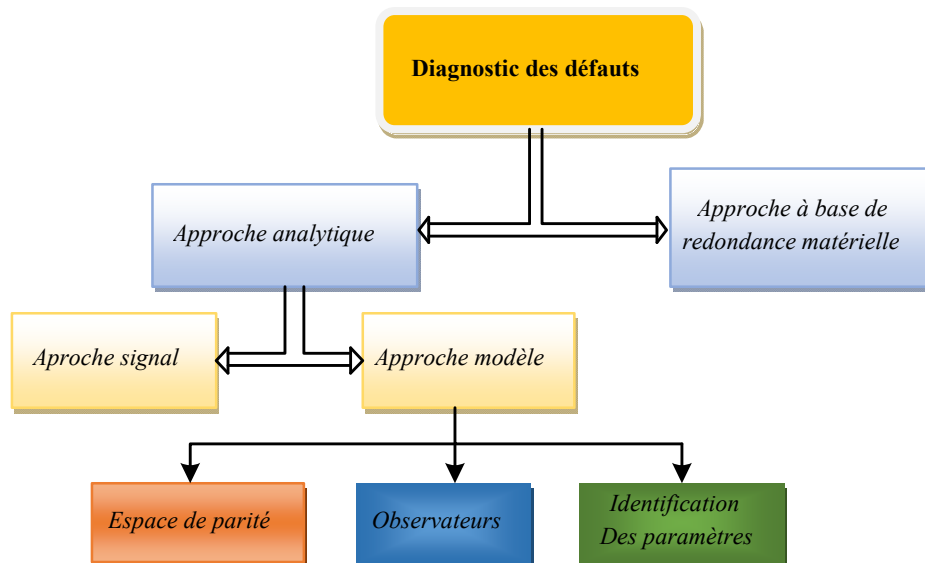 Diagnostic des défauts
Approche analytique
Approche à base de
redondance matérielle
Aproche signal
Approche modèle
Espace de parité
Observateurs
Identification
Des paramètres